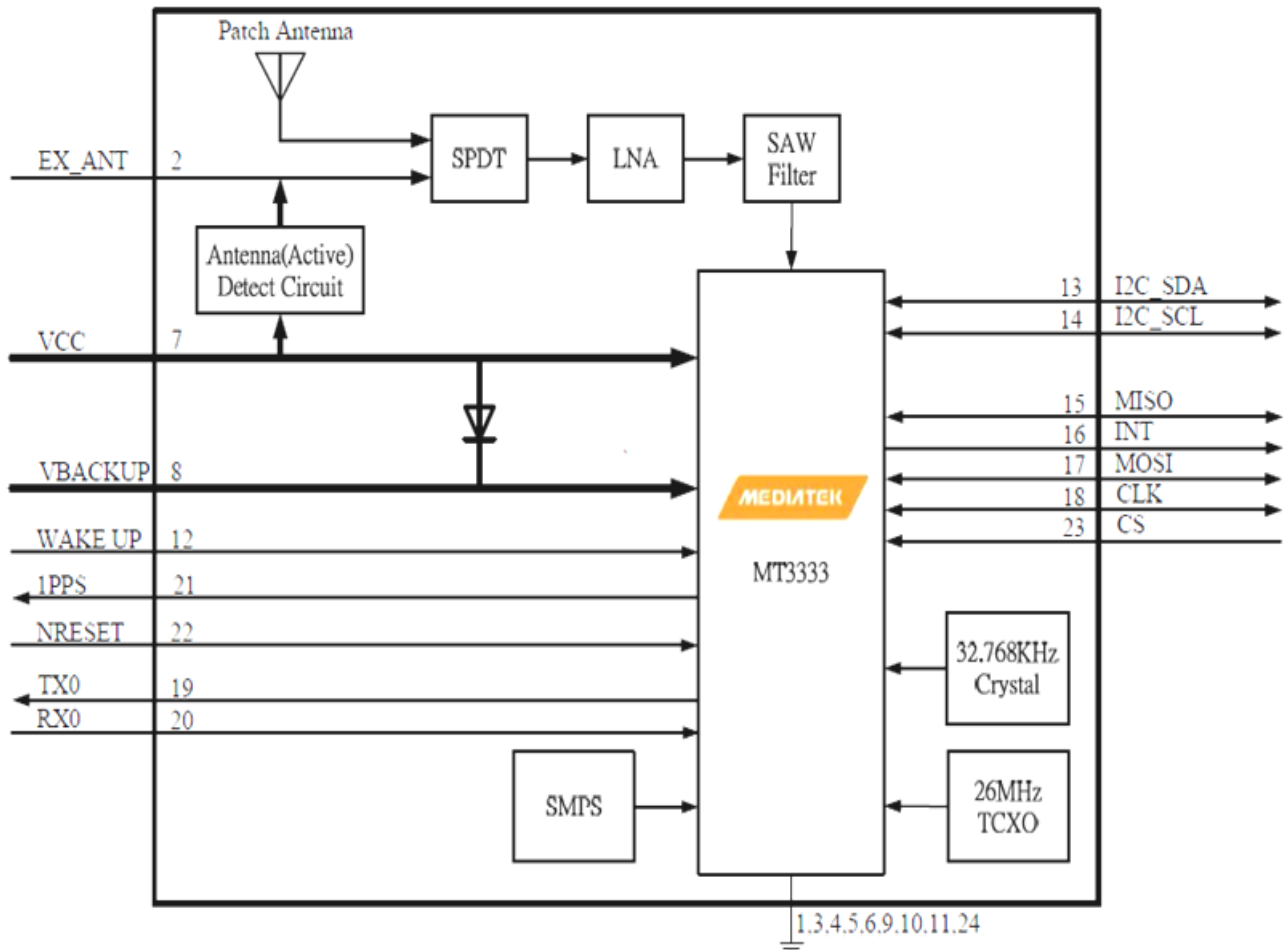 Patch Antenna
EX_ANT 2
SPDT
LNA
SAW
Filter
Antenna(Active)
Detect Circuit
VCC 7
VBACKUP 8
WAKE UP 12
1PPS 21
NRESET 22
TX0 19
RX0 20
SMPS
MEDIATEK
MT3333
13 I2C_SDA
14 I2C_SCL
15 MISO
16 INT
17 MOSI
18 CLK
23 CS
32.768KHz
Crystal
26MHz
TCXO
1.3.4.5.6.9.10.11.24